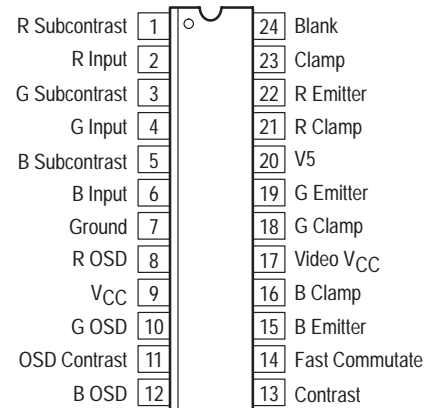 R Subcontrast 1 24 Blank
R Input 2 23 Clamp
G Subcontrast 3 22 R Emitter
G Input 4 21 R Clamp
B Subcontrast 5 20 V5
B Input 6 19 G Emitter
Ground 7 18 G Clamp
R OSD 8 17 Video VCC
VCC 9 16 B Clamp
G OSD 10 15 B Emitter
OSD Contrast 11 14 Fast Commutate
B OSD 12 13 Contrast